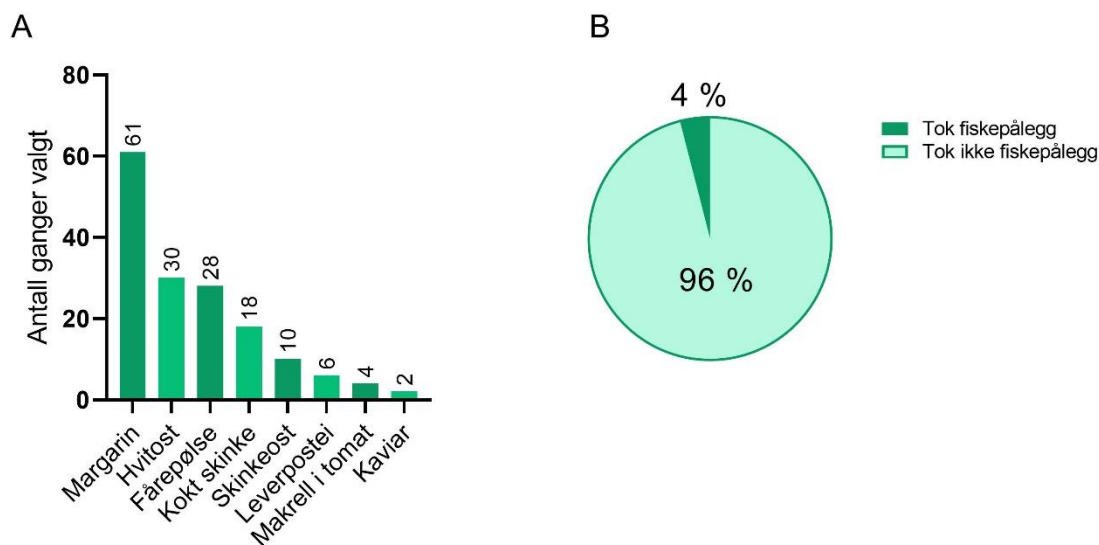 A
Antall ganger valgt
80
60
40
20
0
61
30
28
18
10
6
4
2
Margarin
Hvitost
Fårepølse
Kokt skinke
Skinkeost
Leverpostei
Makrell i tomat
Kaviar
B
4 %
96 %
Tok fiskepålegg
Tok ikke fiskepålegg